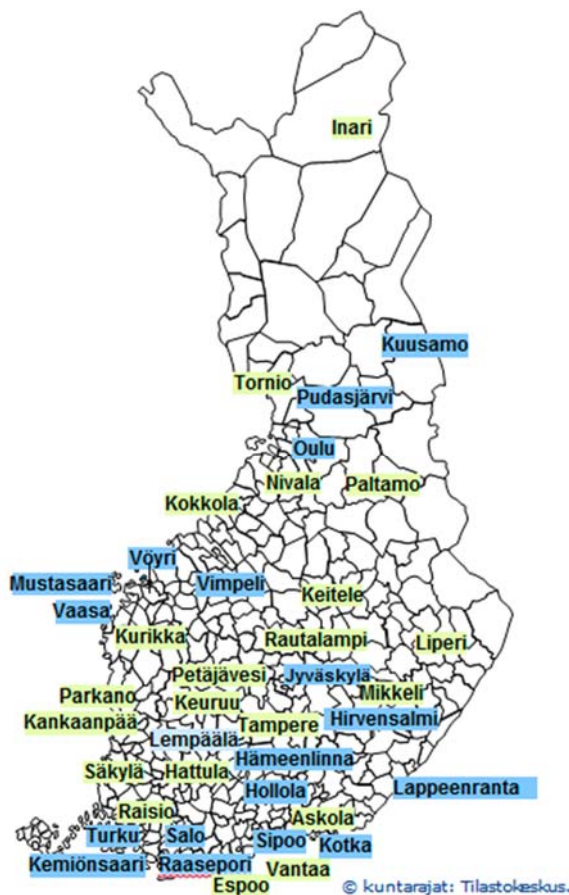 Inari
Kuusamo
Tornio
Pudasjärvi
Oulu
Nivala
Paltamo
Kokkola
Vöyri
Mustasaari
Vimpeli
Keitele
Vaasa
Kurikka
Rautalampi
Liperi
Petäjävesi
Jyväskylä
Parkano
Keuruu
Mikkeli
Kankaanpää
Tampere
Hirvensalmi
Lempäälä
Hämeenlinna
Säkylä
Hattula
Hollola
Lappeenranta
Raisio
Askola
Turku
Salo
Sipoo
Kotka
Kemiönsaari
Raasepori
Vantaa
Espoo
© kuntarajat: Tilastokeskus.